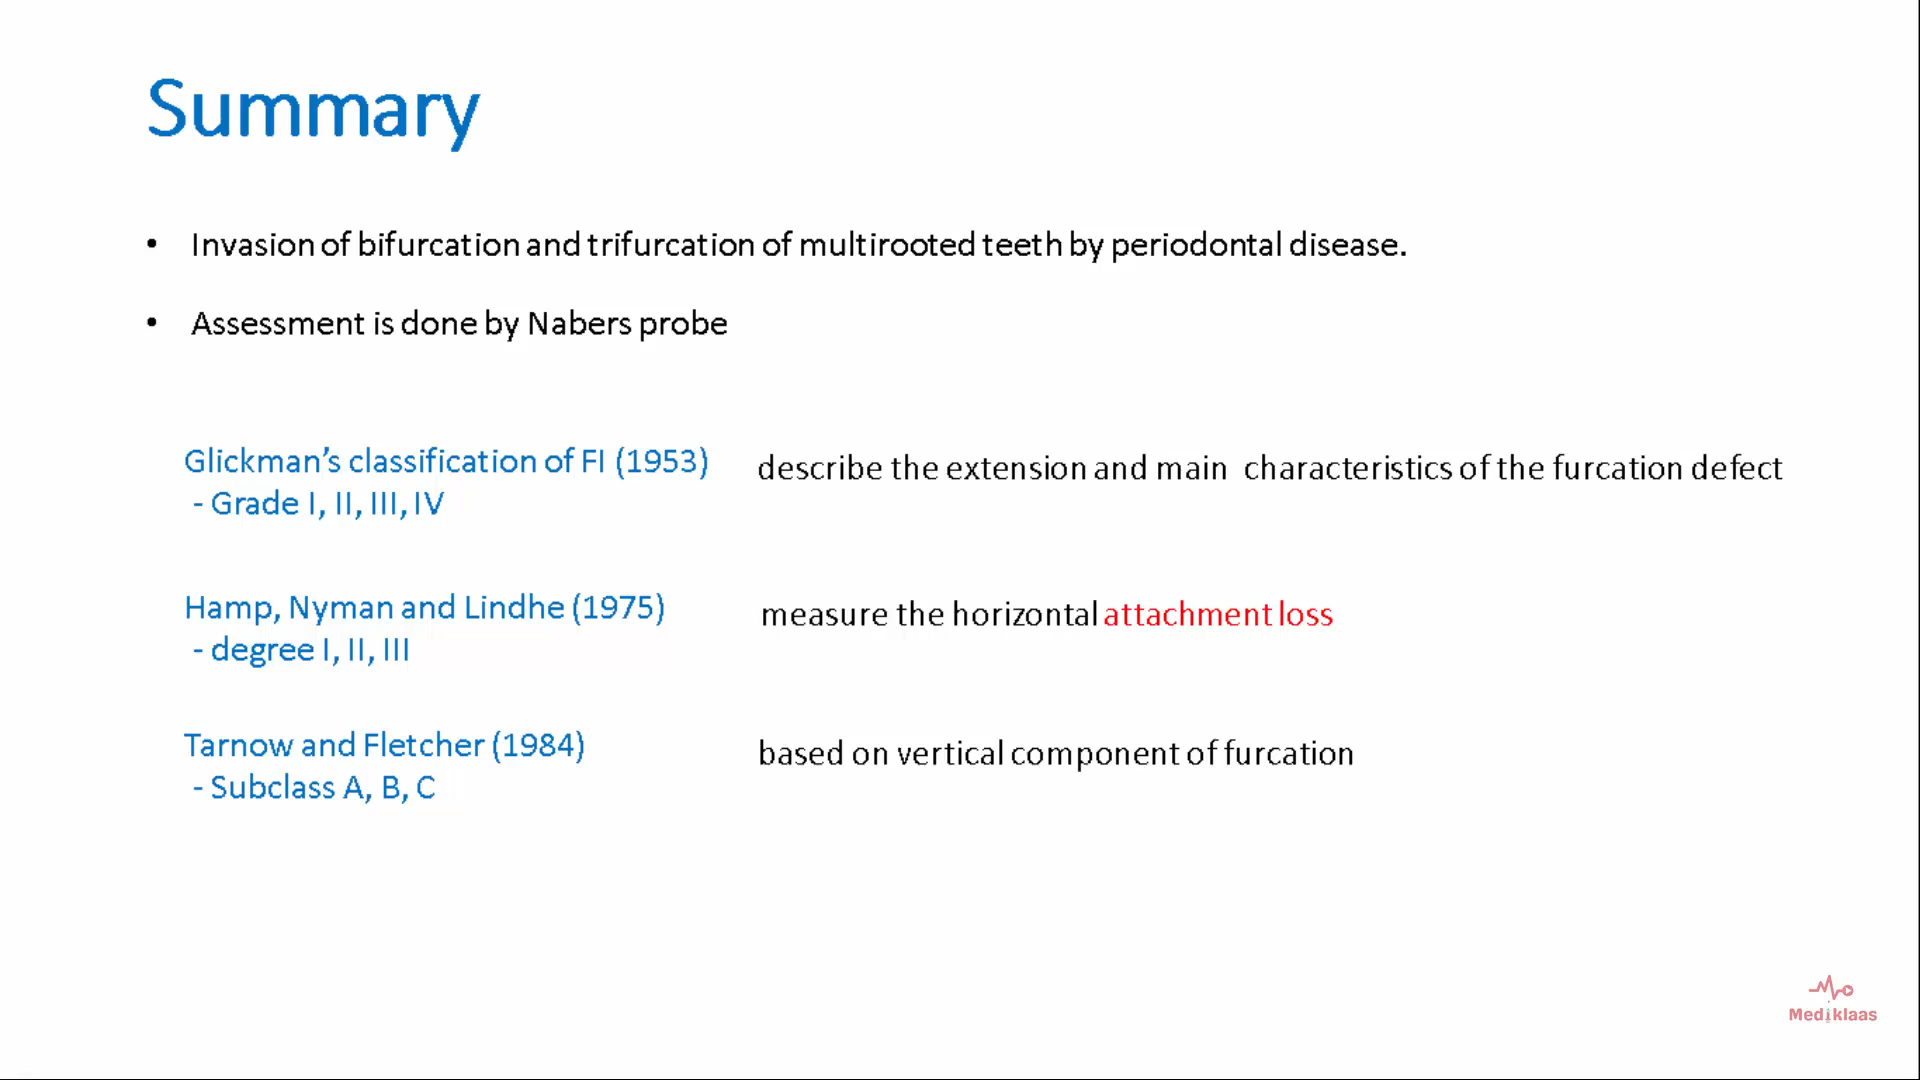 Summary
• Invasion of bifurcation and trifurcation of multirooted teeth by periodontal disease.
• Assessment is done by Nabers probe
Glickman’s classification of FI (1953)
- Grade I, II, III, IV
describe the extension and main characteristics of the furcation defect
Hamp, Nyman and Lindhe (1975)
- degree I, II, III
measure the horizontal attachment loss
Tarnow and Fletcher (1984)
- Subclass A, B, C
based on vertical component of furcation
Mediklaas